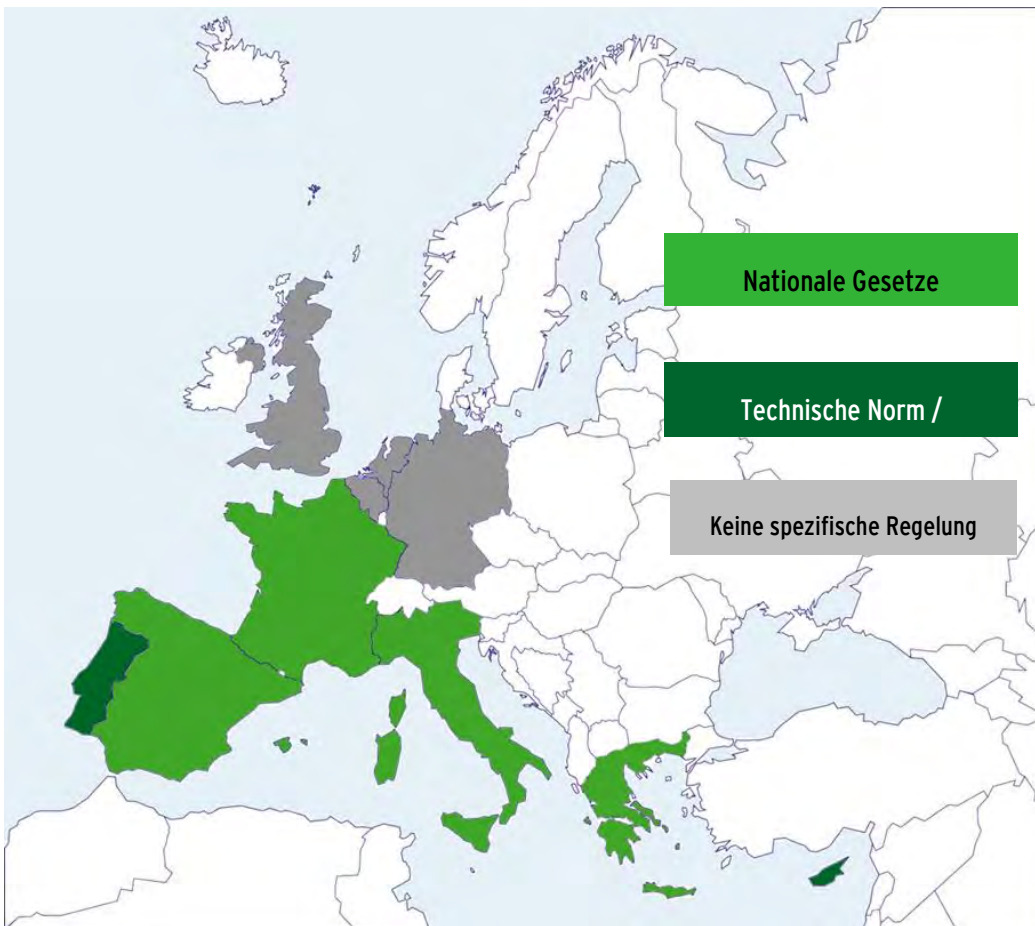 Nationale Gesetze
Technische Norm /
Keine spezifische Regelung